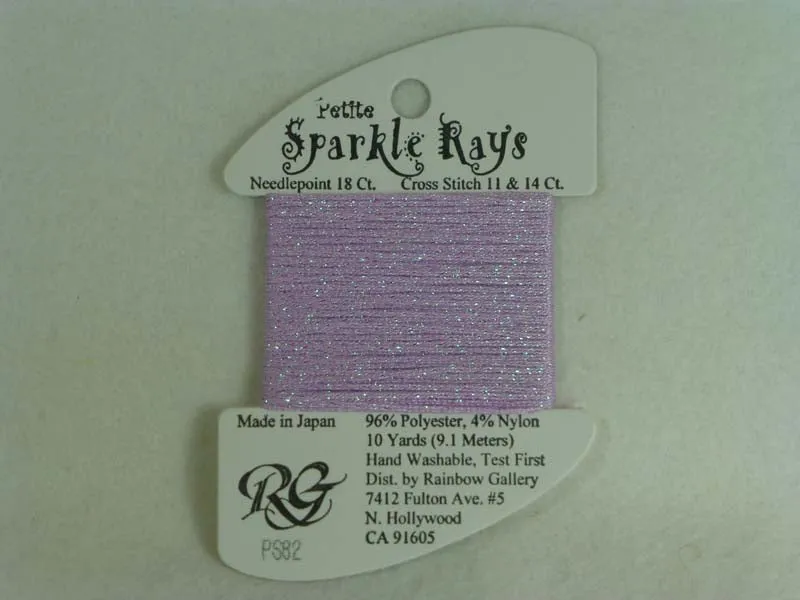 Petite
Sparkle Rays
Needlepoint 18 Ct. Cross Stitch 11 & 14 Ct.
Made in Japan
96% Polyester, 4% Nylon
10 Yards (9.1 Meters)
Hand Washable, Test First
Dist. by Rainbow Gallery
7412 Fulton Ave. #5
N. Hollywood
CA 91605
RG
PS82